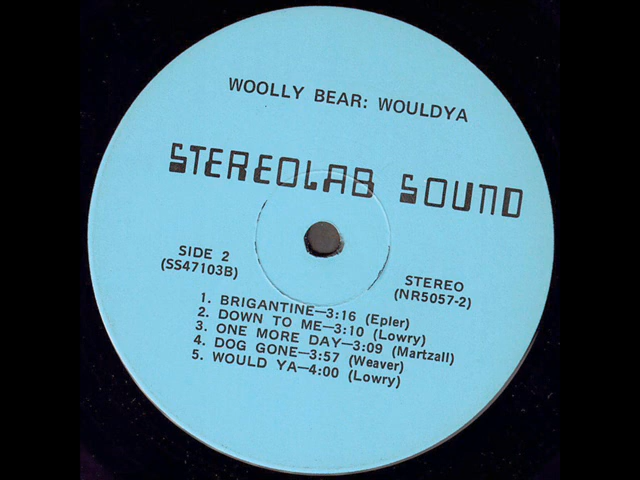 WOOLLY BEAR: WOULDYA
STEREOLAB SOUND
SIDE 2
(SS47103B)
STEREO
(NR5057-2)
1. BRIGANTINE—3:16 (Epler)
2. DOWN TO ME—3:10 (Lowry)
3. ONE MORE DAY—3:09 (Martzall)
4. DOG GONE—3:57 (Weaver)
5. WOULD YA—4:00 (Lowry)